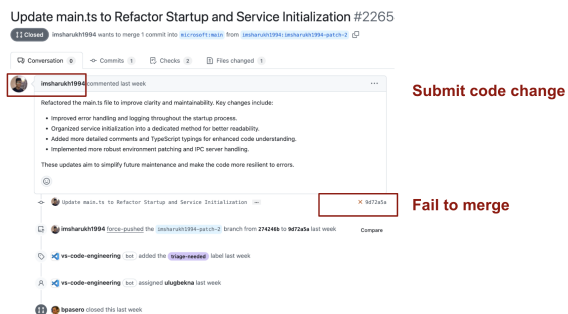 Update main.ts to Refactor Startup and Service Initialization #2265
Closed imsharukh1994 wants to merge 1 commit into microsoft:main from imsharukh1994:imsharukh1994-patch-2
Conversation 0 Commits 1 Checks 2 Files changed 1
imsharukh1994 commented last week ...
Submit code change
Refactored the main.ts file to improve clarity and maintainability. Key changes include:
• Improved error handling and logging throughout the startup process.
• Organized service initialization into a dedicated method for better readability.
• Added more detailed comments and TypeScript typings for enhanced code understanding.
• Implemented more robust environment patching and IPC server handling.
These updates aim to simplify future maintenance and make the code more resilient to errors.
Update main.ts to Refactor Startup and Service Initialization ... × 9d72a5a
Fail to merge
imsharukh1994 force-pushed the imsharukh1994-patch-2 branch from 274246b to 9d72a5a last week Compare
vs-code-engineering bot added the triage-needed label last week
vs-code-engineering bot assigned ulugbekna last week
bpasero closed this last week